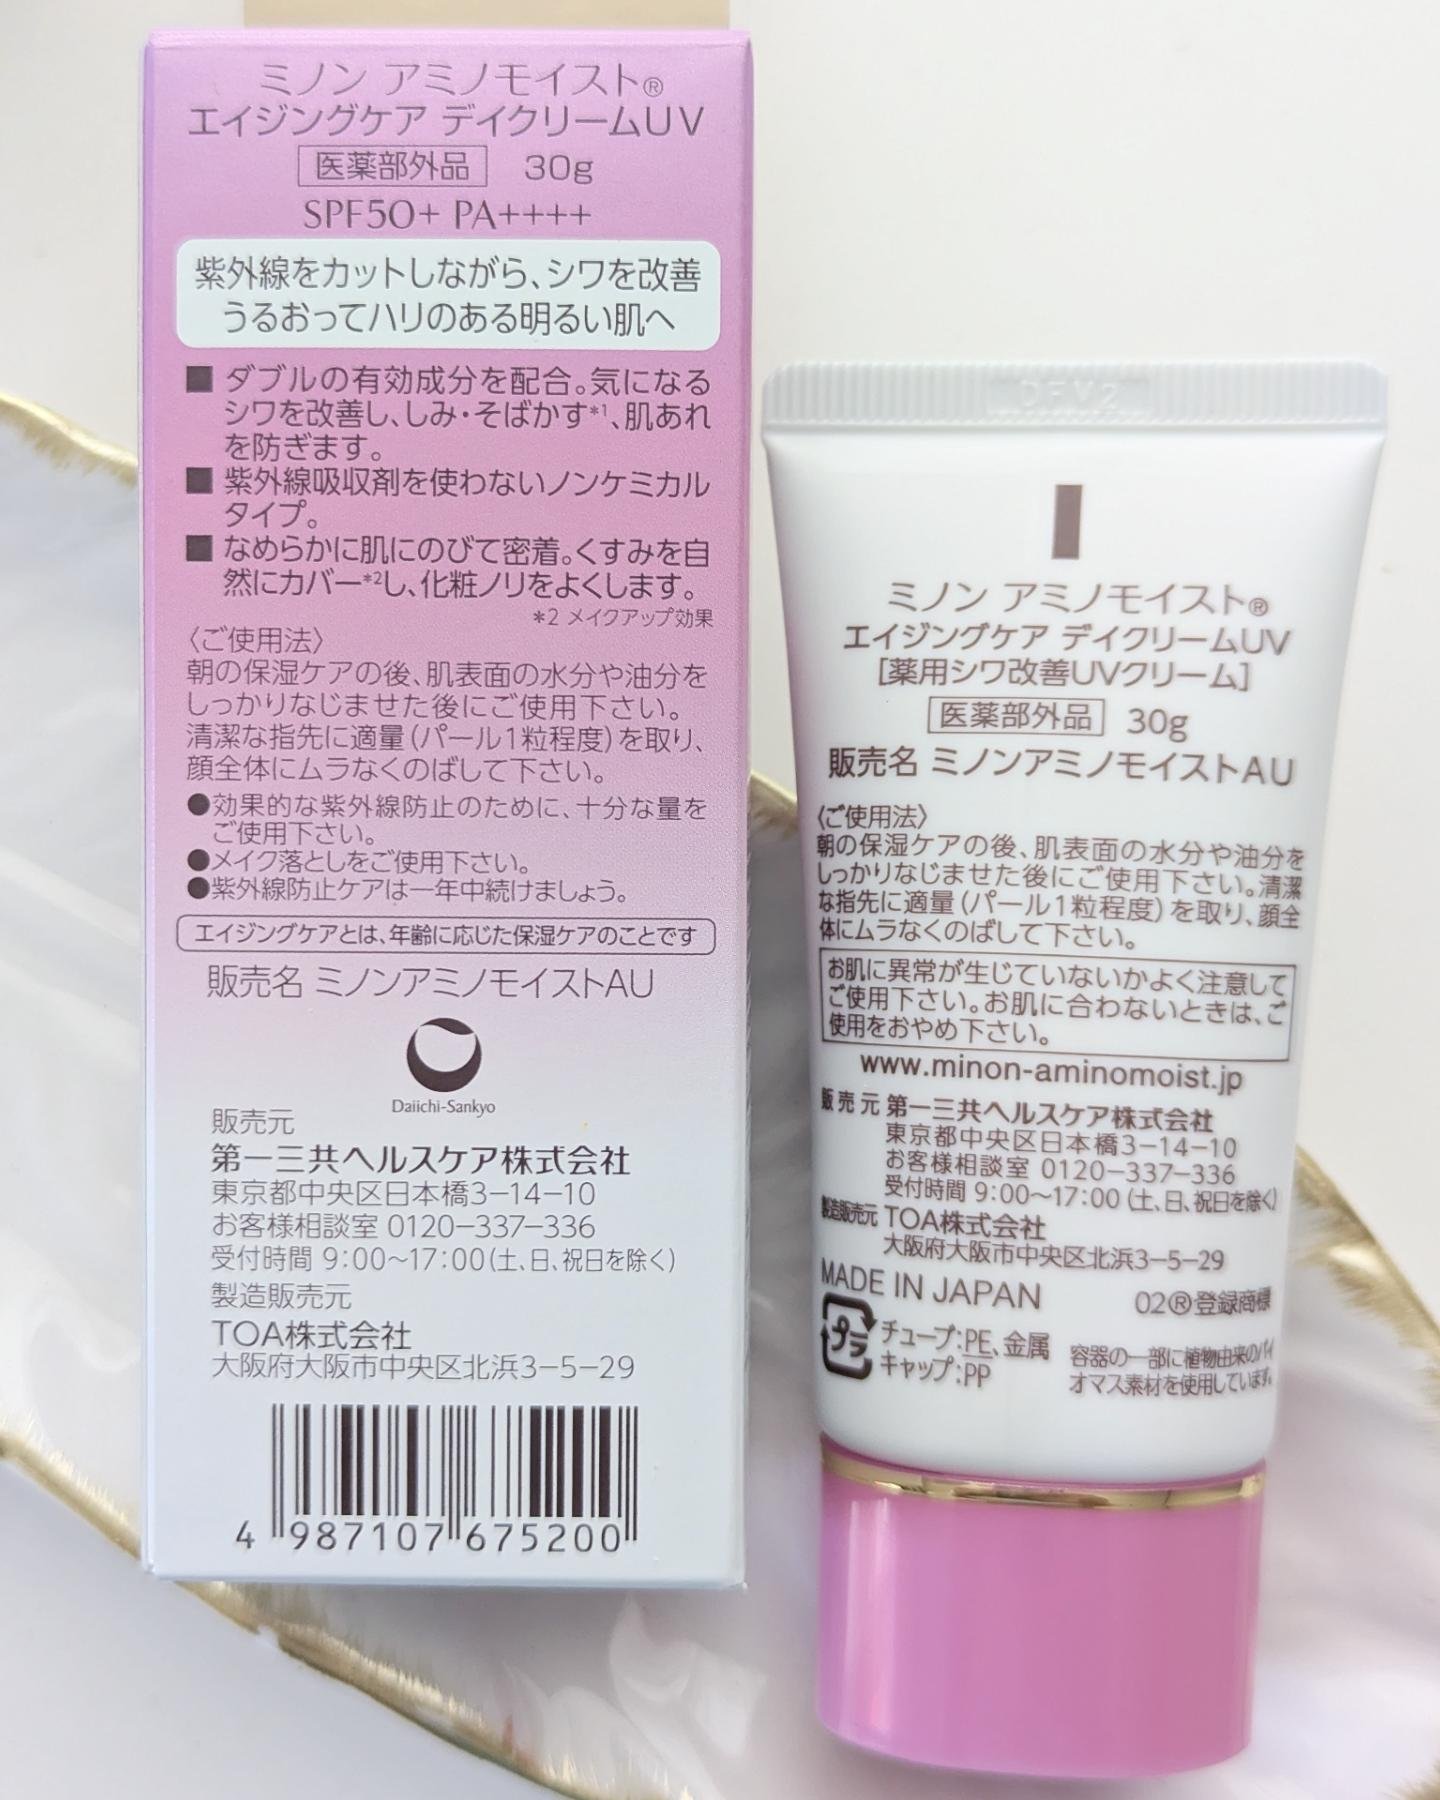 ミノン アミノモイスト®
エイジングケア デイクリームUV
医薬部外品 30g
SPF50+ PA++++
紫外線をカットしながら、シワを改善
うるおってハリのある明るい肌へ
■ ダブルの有効成分を配合。気になる
シワを改善し、しみ・そばかす*1、肌あれ
を防ぎます。
■ 紫外線吸収剤を使わないノンケミカル
タイプ。
■ なめらかに肌にのびて密着。くすみを自
然にカバー*2し、化粧ノリをよくします。
*2 メイクアップ効果
〈ご使用法〉
朝の保湿ケアの後、肌表面の水分や油分を
しっかりなじませた後にご使用下さい。
清潔な指先に適量(パール1粒程度)を取り、
顔全体にムラなくのばして下さい。
●効果的な紫外線防止のために、十分な量を
ご使用下さい。
●メイク落としをご使用下さい。
●紫外線防止ケアは一年中続けましょう。
エイジングケアとは、年齢に応じた保湿ケアのことです
販売名 ミノンアミノモイストAU
Daiichi-Sankyo
販売元
第一三共ヘルスケア株式会社
東京都中央区日本橋3-14-10
お客様相談室 0120-337-336
受付時間 9:00〜17:00(土、日、祝日を除く)
製造販売元
TOA株式会社
大阪府大阪市中央区北浜3-5-29
4 987107 675200
DFV2
ミノン アミノモイスト®
エイジングケア デイクリームUV
[薬用シワ改善UVクリーム]
医薬部外品 30g
販売名 ミノンアミノモイストAU
〈ご使用法〉
朝の保湿ケアの後、肌表面の水分や油分を
しっかりなじませた後にご使用下さい。清潔
な指先に適量(パール1粒程度)を取り、顔全
体にムラなくのばして下さい。
お肌に異常が生じていないかよく注意して
ご使用下さい。お肌に合わないときは、ご
使用をおやめ下さい。
www.minon-aminomoist.jp
販売元 第一三共ヘルスケア株式会社
東京都中央区日本橋3-14-10
お客様相談室 0120-337-336
受付時間 9:00〜17:00(土、日、祝日を除く)
製造販売元 TOA株式会社
大阪府大阪市中央区北浜3-5-29
MADE IN JAPAN
02®登録商標
プラ
チューブ:PE、金属
キャップ:PP
容器の一部に植物由来のバイ
オマス素材を使用しています。